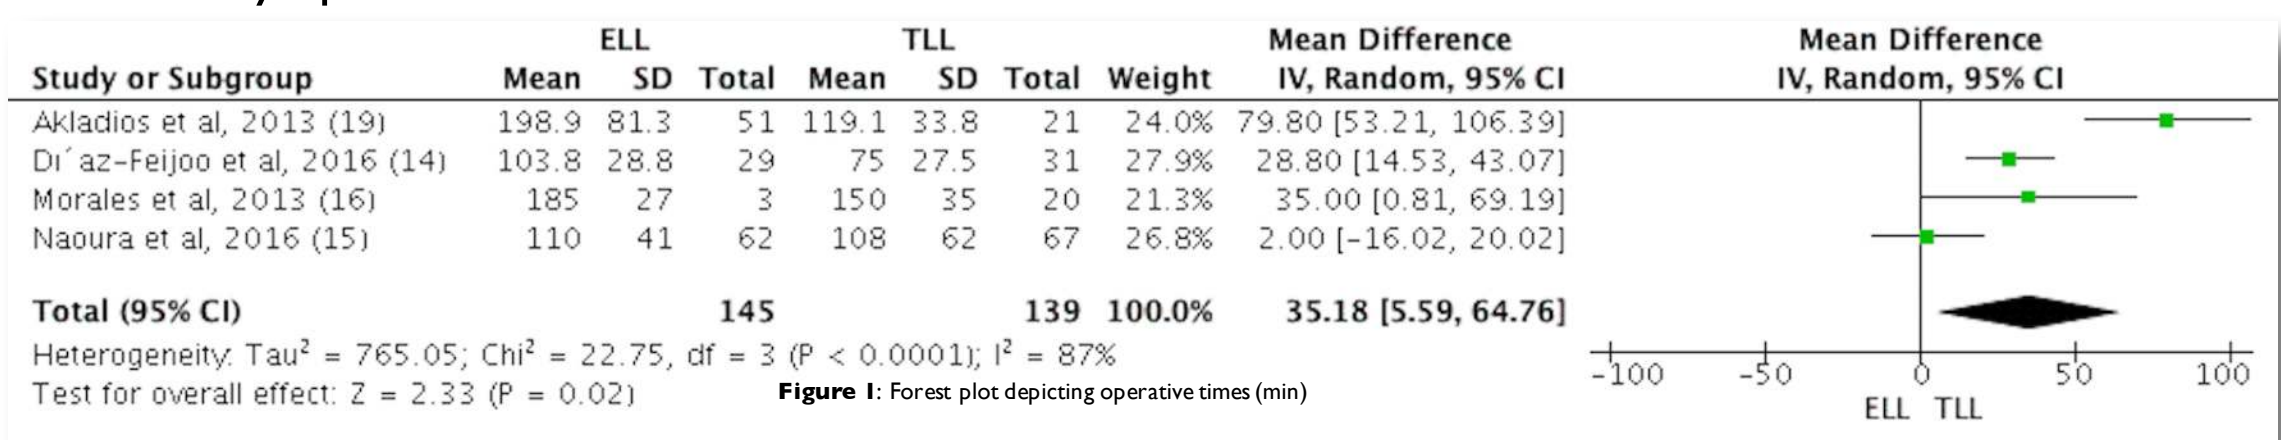 ELL TLL Mean Difference Mean Difference
Study or Subgroup Mean SD Total Mean SD Total Weight IV, Random, 95% CI IV, Random, 95% CI
Akladios et al, 2013 (19) 198.9 81.3 51 119.1 33.8 21 24.0% 79.80 [53.21, 106.39]
Di´az-Feijoo et al, 2016 (14) 103.8 28.8 29 75 27.5 31 27.9% 28.80 [14.53, 43.07]
Morales et al, 2013 (16) 185 27 3 150 35 20 21.3% 35.00 [0.81, 69.19]
Naoura et al, 2016 (15) 110 41 62 108 62 67 26.8% 2.00 [-16.02, 20.02]
Total (95% CI) 145 139 100.0% 35.18 [5.59, 64.76]
Heterogeneity: Tau² = 765.05; Chi² = 22.75, df = 3 (P < 0.0001); I² = 87%
Test for overall effect: Z = 2.33 (P = 0.02)
Figure 1: Forest plot depicting operative times (min)
-100 -50 0 50 100
ELL TLL